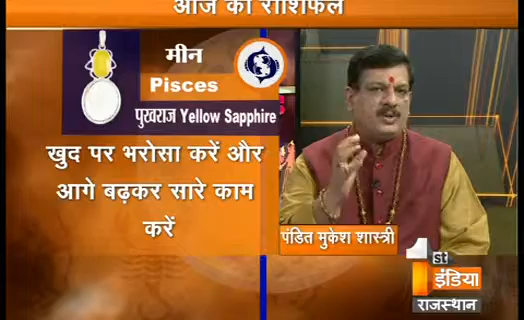 आज का राशिफल
मीन
Pisces
पुखराज Yellow Sapphire
खुद पर भरोसा करें और
आगे बढ़कर सारे काम
करें
पंडित मुकेश शास्त्री
1st
इंडिया
राजस्थान